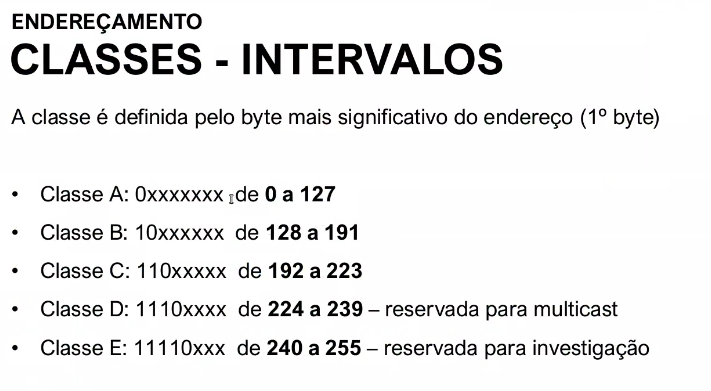 ENDEREÇAMENTO
CLASSES - INTERVALOS
A classe é definida pelo byte mais significativo do endereço (1º byte)
• Classe A: 0xxxxxxx de 0 a 127
• Classe B: 10xxxxxx de 128 a 191
• Classe C: 110xxxxx de 192 a 223
• Classe D: 1110xxxx de 224 a 239 – reservada para multicast
• Classe E: 11110xxx de 240 a 255 – reservada para investigação